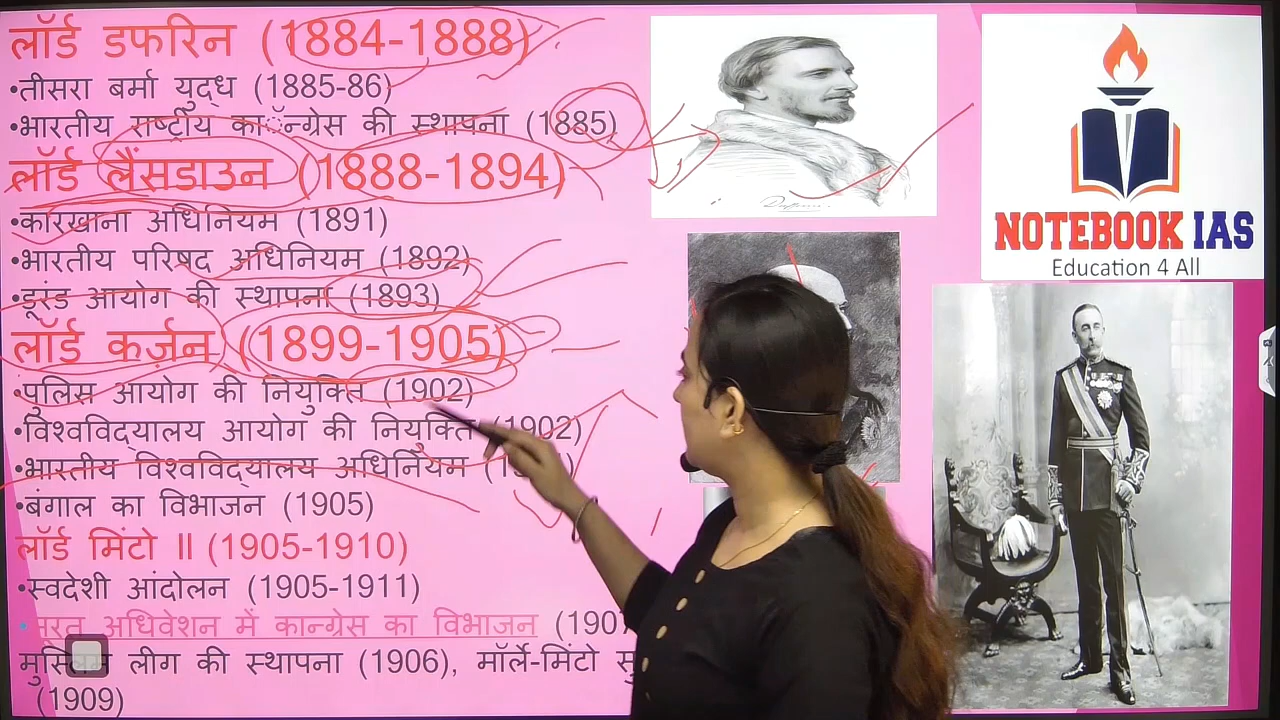 लॉर्ड डफरिन (1884-1888)
•तीसरा बर्मा युद्ध (1885-86)
•भारतीय राष्ट्रीय काॅन्ग्रेस की स्थापना (1885)
लॉर्ड लैंसडाउन (1888-1894)
•कारखाना अधिनियम (1891)
•भारतीय परिषद अधिनियम (1892)
•डूरंड आयोग की स्थापना (1893)
लॉर्ड कर्ज़न (1899-1905)
•पुलिस आयोग की नियुक्ति (1902)
•विश्वविद्यालय आयोग की नियुक्ति (1902)
•भारतीय विश्वविद्यालय अधिनियम
•बंगाल का विभाजन (1905)
लॉर्ड मिंटो II (1905-1910)
•स्वदेशी आंदोलन (1905-1911)
•सूरत अधिवेशन में कान्ग्रेस का विभाजन (1907
मुस्लिम लीग की स्थापना (1906), मॉर्ले-मिंटो
(1909)
NOTEBOOK IAS
Education 4 All